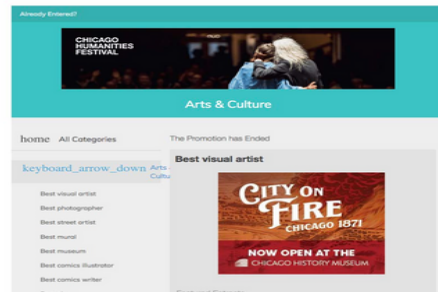 Already Entered?
CHICAGO
HUMANITIES
FESTIVAL
Arts & Culture
home All Categories
keyboard_arrow_down Arts
Cultu
Best visual artist
Best photographer
Best street artist
Best mural
Best museum
Best comics illustrator
Best comics writer
The Promotion has Ended
Best visual artist
CITY ON
FIRE
CHICAGO 1871
NOW OPEN AT THE
CHICAGO HISTORY MUSEUM